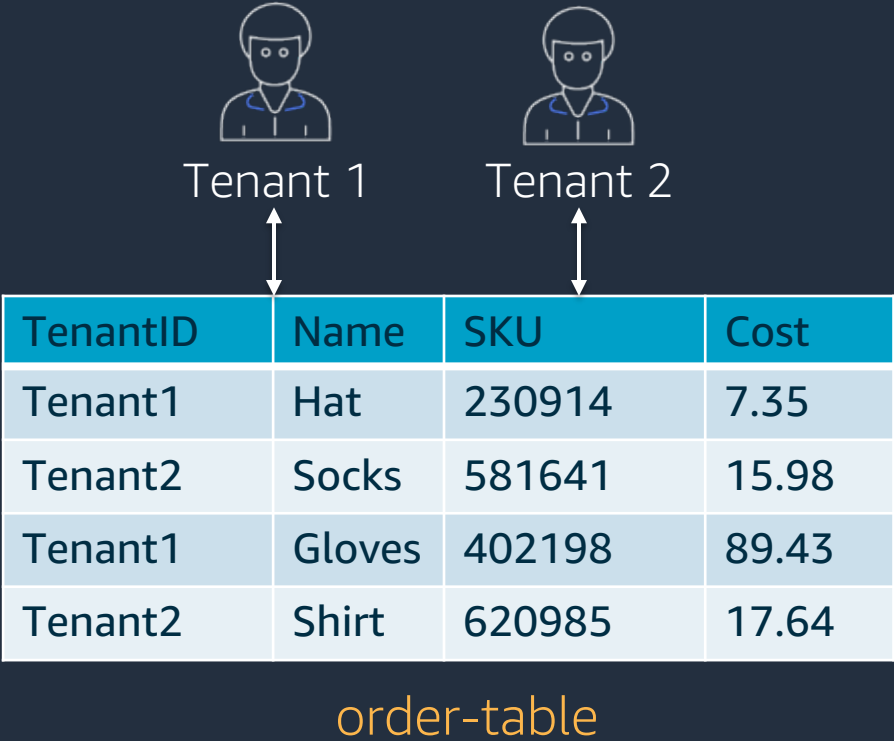 Tenant 1 Tenant 2
TenantID Name SKU Cost
Tenant1 Hat 230914 7.35
Tenant2 Socks 581641 15.98
Tenant1 Gloves 402198 89.43
Tenant2 Shirt 620985 17.64
order-table